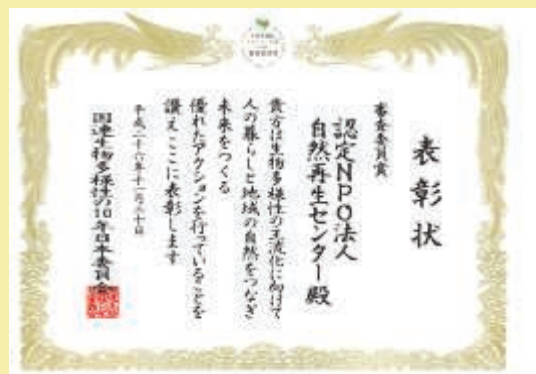 表彰状
審査委員賞
認定NPO法人
自然再生センター殿
貴方は生物多様性の主流化に向けて
人の暮らしと地域の自然をつなぎ
未来をつくる
優れたアクションを行っていることを
讃えここに表彰します
国連生物多様性の10年日本委員会